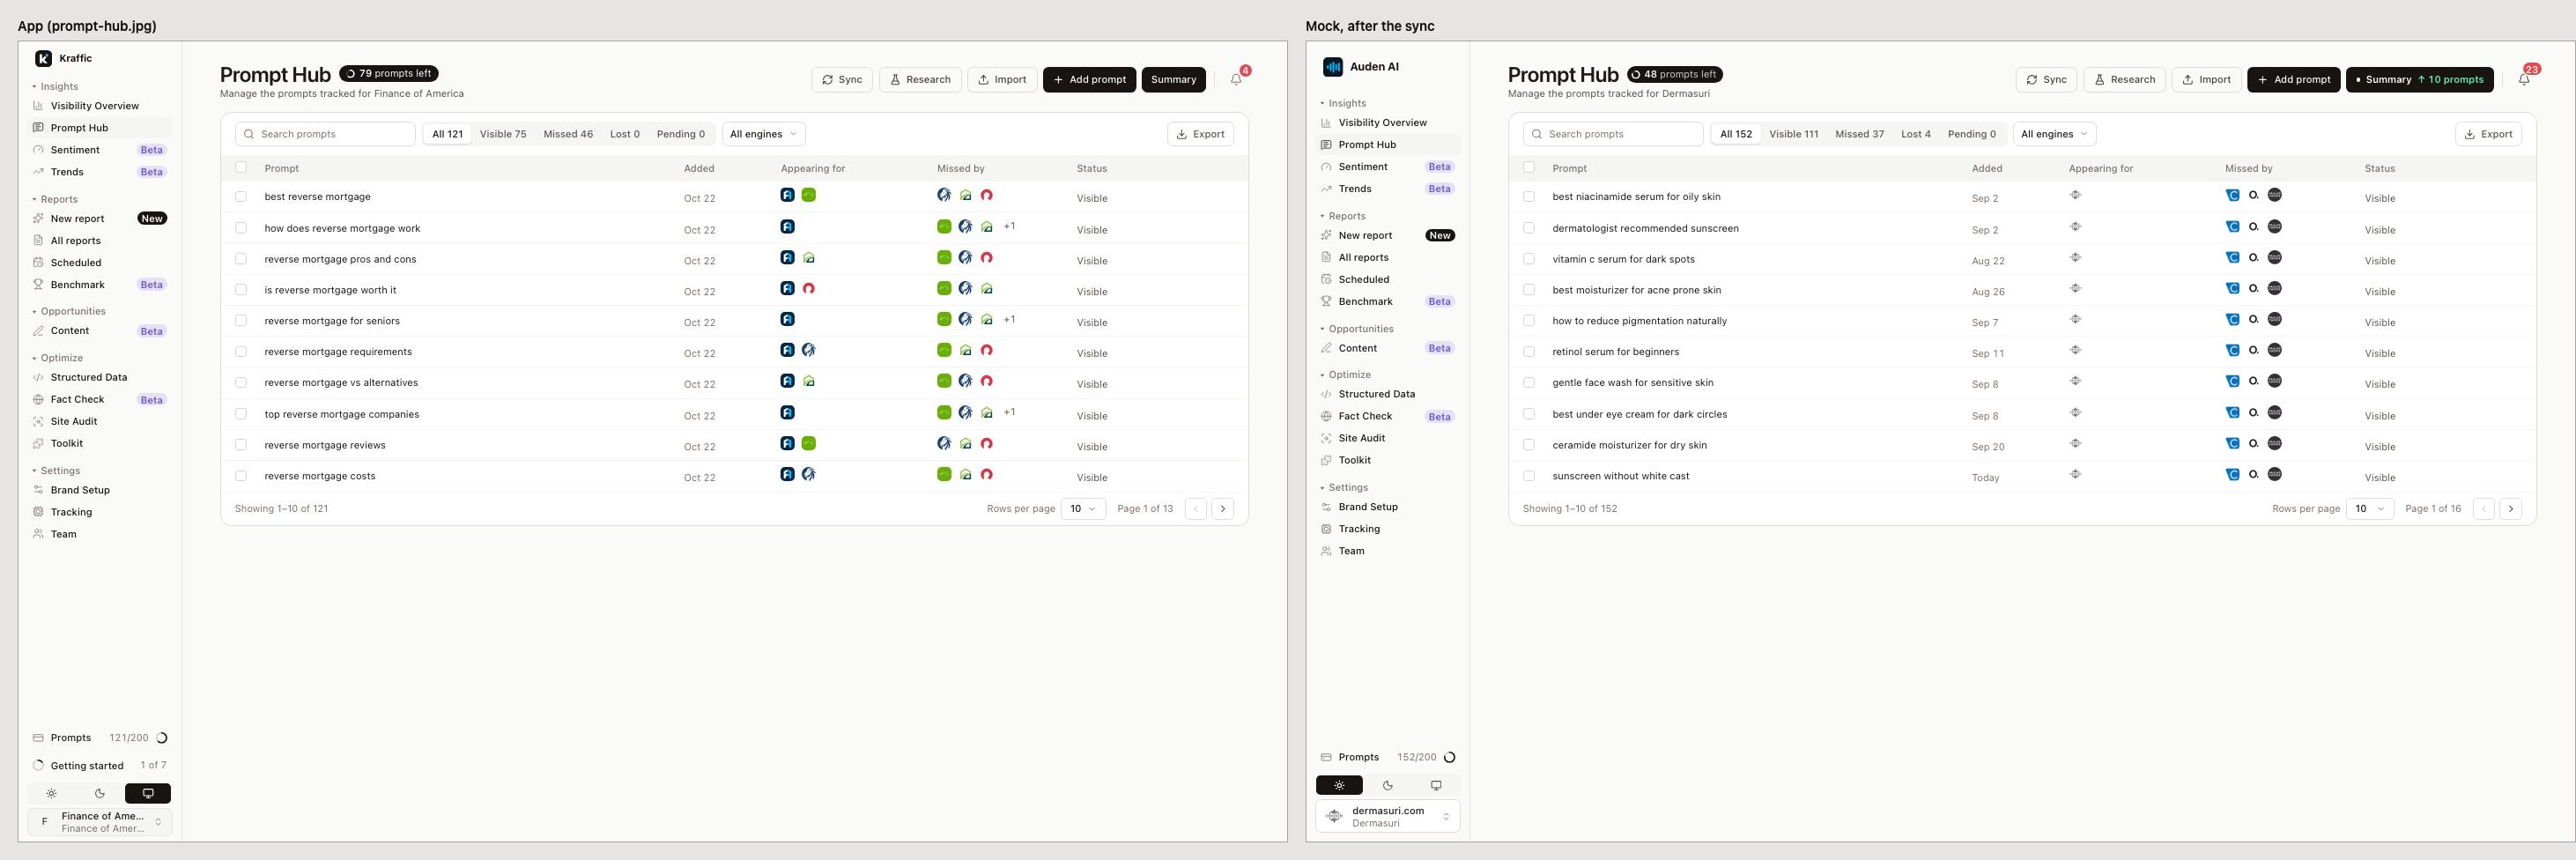 App (prompt-hub.jpg)
Kraffic
Insights
Visibility Overview
Prompt Hub
Sentiment Beta
Trends Beta
Reports
New report New
All reports
Scheduled
Benchmark Beta
Opportunities
Content Beta
Optimize
Structured Data
Fact Check Beta
Site Audit
Toolkit
Settings
Brand Setup
Tracking
Team
Prompts 121/200
Getting started 1 of 7
F Finance of Ame...
Finance of Amer...
Prompt Hub 79 prompts left
Manage the prompts tracked for Finance of America
Sync Research Import + Add prompt Summary 4
Search prompts All 121 Visible 75 Missed 46 Lost 0 Pending 0 All engines Export
Prompt Added Appearing for Missed by Status
best reverse mortgage Oct 22 Visible
how does reverse mortgage work Oct 22 +1 Visible
reverse mortgage pros and cons Oct 22 Visible
is reverse mortgage worth it Oct 22 Visible
reverse mortgage for seniors Oct 22 +1 Visible
reverse mortgage requirements Oct 22 Visible
reverse mortgage vs alternatives Oct 22 Visible
top reverse mortgage companies Oct 22 +1 Visible
reverse mortgage reviews Oct 22 Visible
reverse mortgage costs Oct 22 Visible
Showing 1–10 of 121 Rows per page 10 Page 1 of 13
Mock, after the sync
Auden AI
Insights
Visibility Overview
Prompt Hub
Sentiment Beta
Trends Beta
Reports
New report New
All reports
Scheduled
Benchmark Beta
Opportunities
Content Beta
Optimize
Structured Data
Fact Check Beta
Site Audit
Toolkit
Settings
Brand Setup
Tracking
Team
Prompts 152/200
dermasuri.com
Dermasuri
Prompt Hub 48 prompts left
Manage the prompts tracked for Dermasuri
Sync Research Import + Add prompt • Summary ↑ 10 prompts 23
Search prompts All 152 Visible 111 Missed 37 Lost 4 Pending 0 All engines Export
Prompt Added Appearing for Missed by Status
best niacinamide serum for oily skin Sep 2 C O. Visible
dermatologist recommended sunscreen Sep 2 C O. Visible
vitamin c serum for dark spots Aug 22 C O. Visible
best moisturizer for acne prone skin Aug 26 C O. Visible
how to reduce pigmentation naturally Sep 7 C O. Visible
retinol serum for beginners Sep 11 C O. Visible
gentle face wash for sensitive skin Sep 8 C O. Visible
best under eye cream for dark circles Sep 8 C O. Visible
ceramide moisturizer for dry skin Sep 20 C O. Visible
sunscreen without white cast Today C O. Visible
Showing 1–10 of 152 Rows per page 10 Page 1 of 16